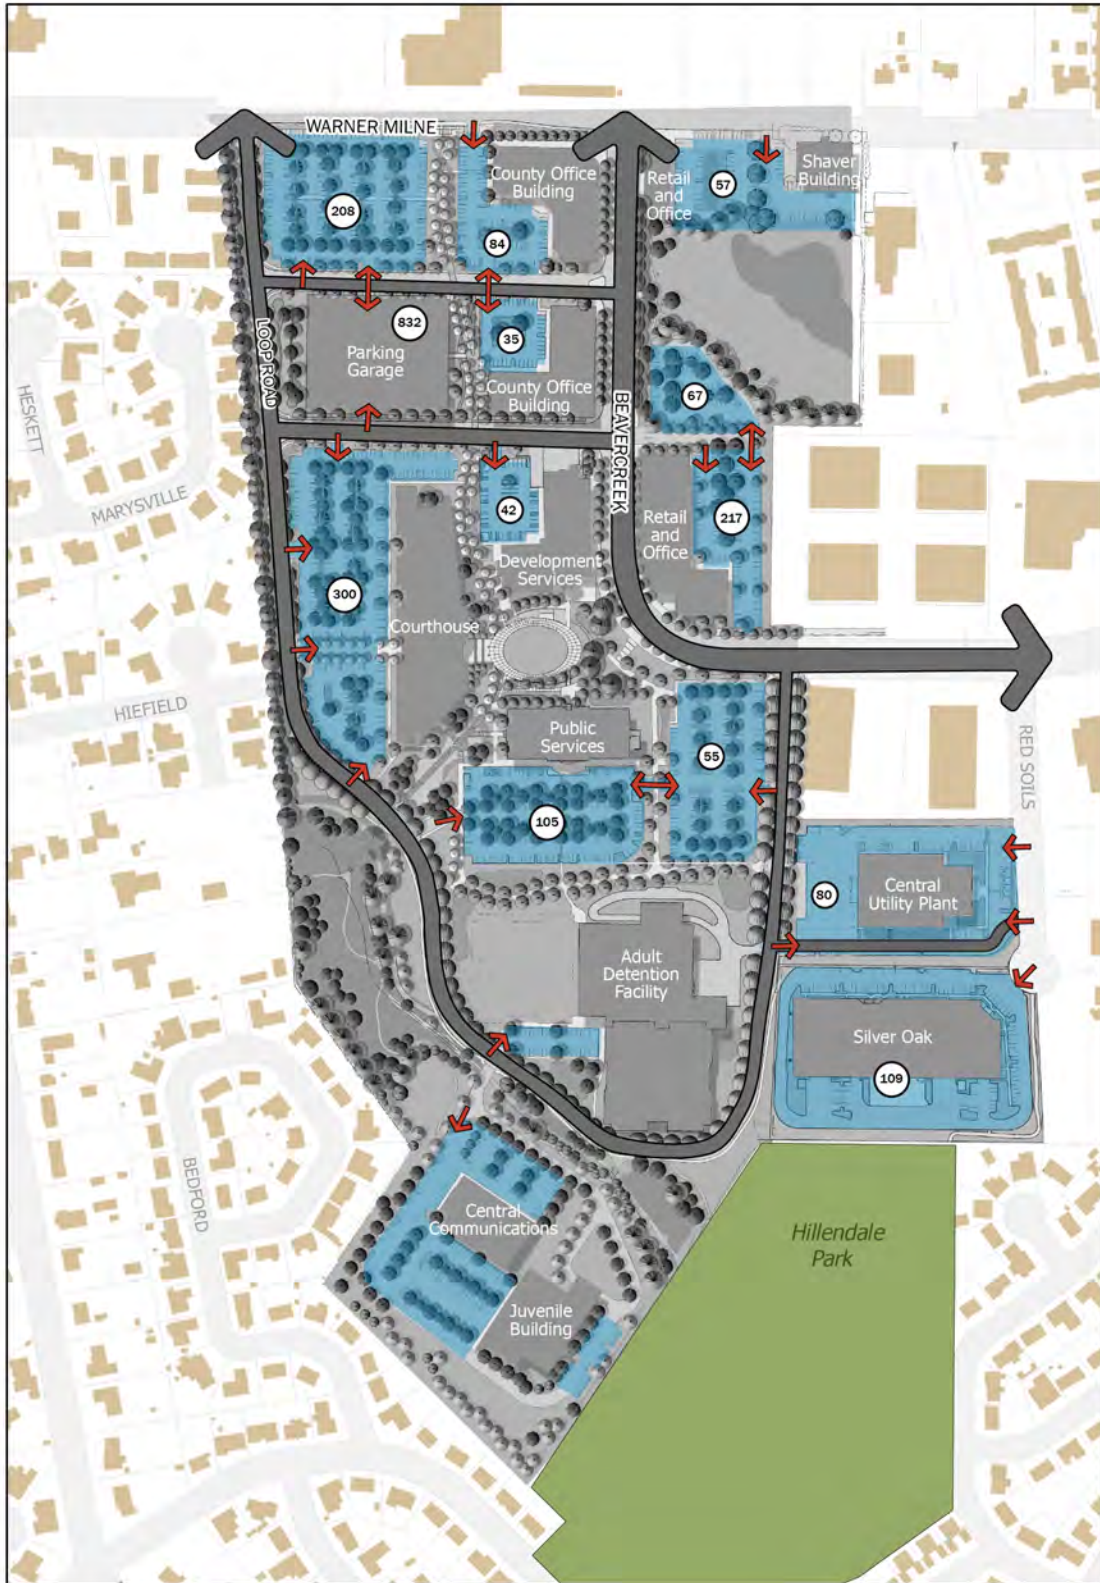 WARNER MILNE
County Office
Building
Retail
and
Office
57
Shaver
Building
208
84
832
Parking
Garage
35
County Office
Building
LOOP ROAD
BEAVERCREEK
67
HESKETT
MARYSVILLE
42
217
Retail
and
Office
Development
Services
300
Courthouse
HIEFIELD
Public
Services
55
RED SOILS
105
80
Central
Utility Plant
Adult
Detention
Facility
Silver Oak
109
BEDFORD
Central
Communications
Hillendale
Park
Juvenile
Building